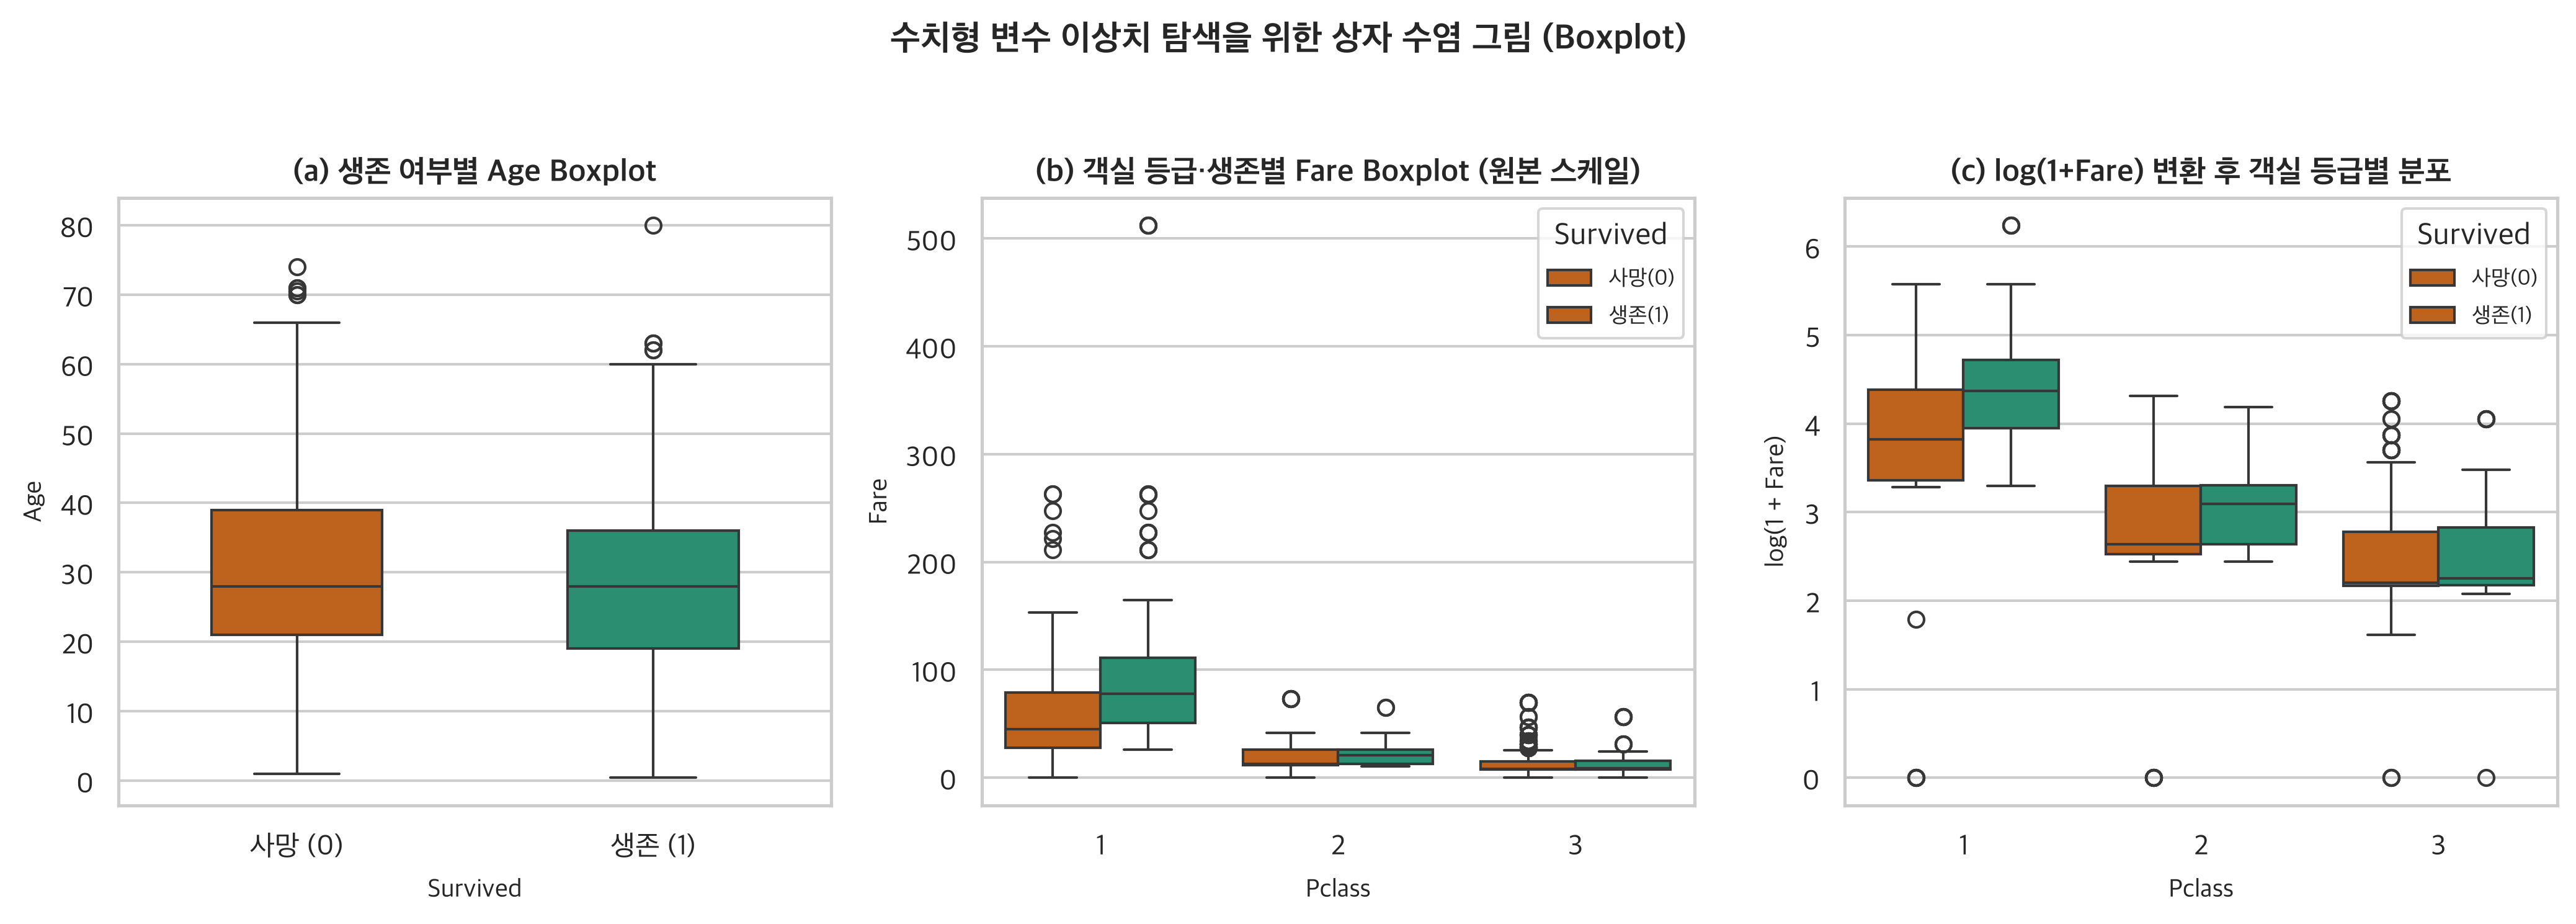 수치형 변수 이상치 탐색을 위한 상자 수염 그림 (Boxplot)
(a) 생존 여부별 Age Boxplot
80
70
60
50
40
30
20
10
0
Age
사망 (0)
생존 (1)
Survived
(b) 객실 등급·생존별 Fare Boxplot (원본 스케일)
500
400
300
200
100
0
Fare
Survived
사망(0)
생존(1)
1
2
3
Pclass
(c) log(1+Fare) 변환 후 객실 등급별 분포
6
5
4
3
2
1
0
log(1 + Fare)
Survived
사망(0)
생존(1)
1
2
3
Pclass